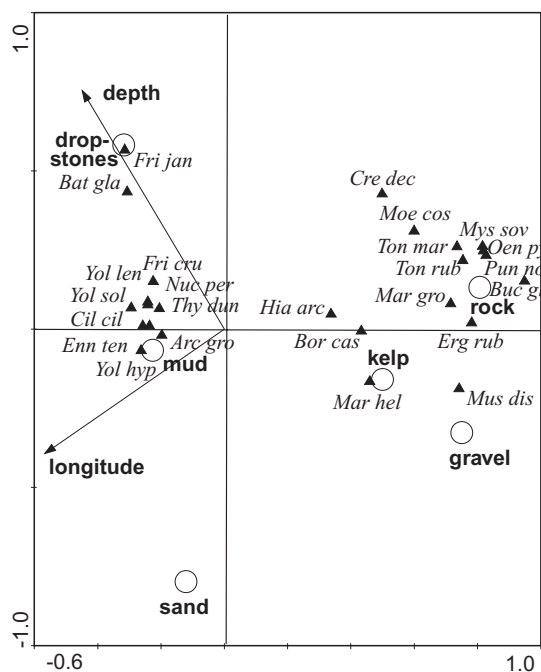 1.0
depth
drop-
stones
Fri jan
Bat gla
Cre dec
Moe cos
Mys sov
Ton mar
Oen
Ton rub
Pun
Fri cru
Yol len
Nuc per
Yol sol
Thy dun
Mar gro
Buc
rock
Hia arc
Cil cil
Arc gro
Bor cas
Erg rub
Enn ten
mud
kelp
Yol hyp
Mar hel
Mus dis
gravel
longitude
sand
-1.0
-0.6
1.0